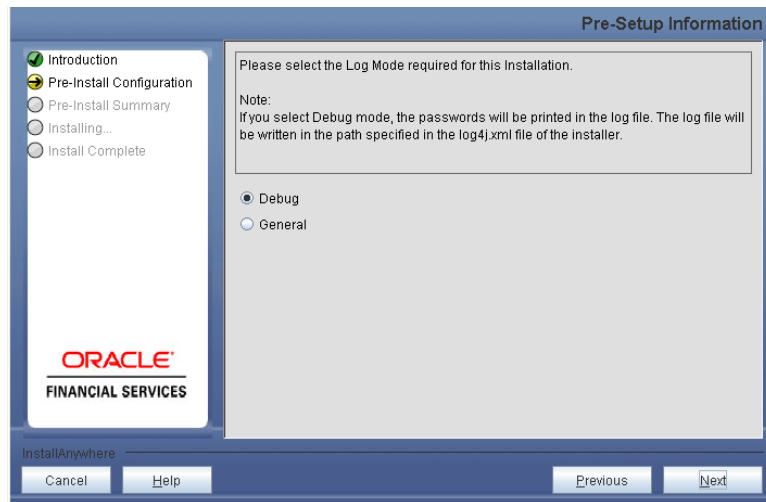 Pre-Setup Information
Introduction
Pre-Install Configuration
Pre-Install Summary
Installing...
Install Complete
Please select the Log Mode required for this Installation.
Note:
If you select Debug mode, the passwords will be printed in the log file. The log file will
be written in the path specified in the log4j.xml file of the installer.
Debug
General
ORACLE
FINANCIAL SERVICES
InstallAnywhere
Cancel
Help
Previous
Next